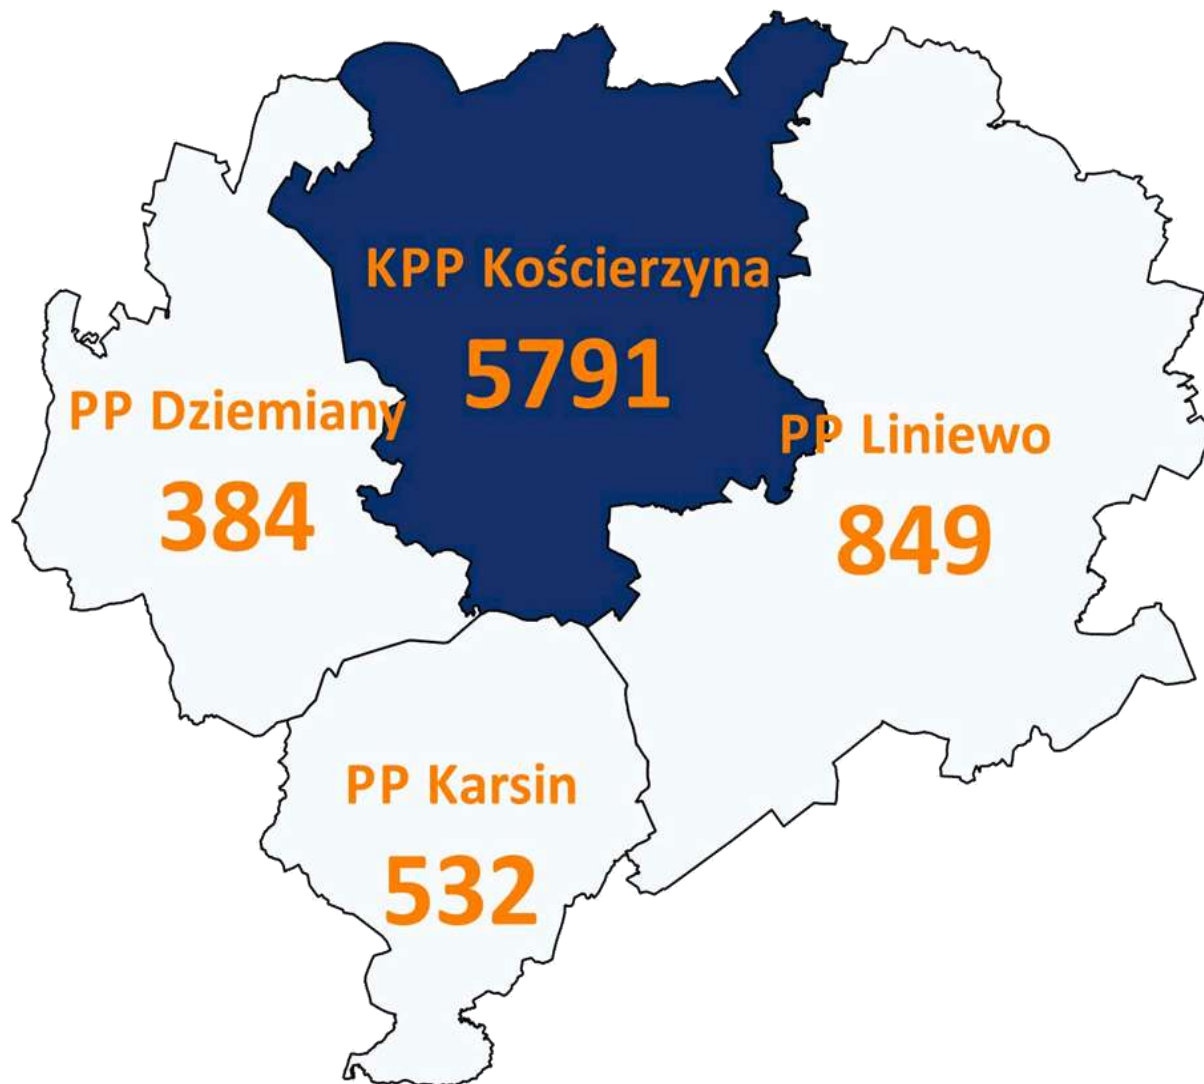 KPP Kościerzyna
5791
PP Dziemiany
384
PP Liniewo
849
PP Karsin
532